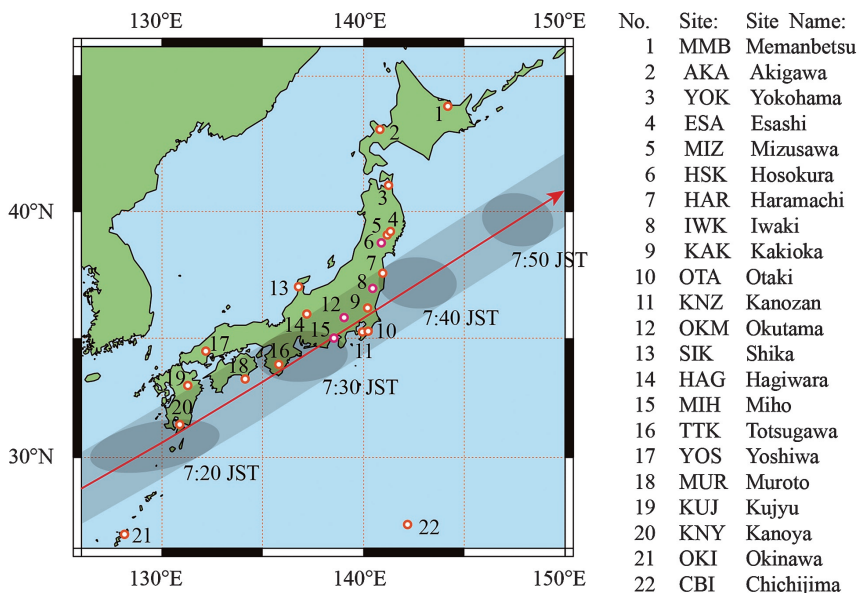 130°E 140°E 150°E
40°N
30°N
130°E 140°E 150°E
1
2
3
4
5
6
7
8
13
12
9
14
15
10
11
17
16
18
19
20
21
22
7:50 JST
7:40 JST
7:30 JST
7:20 JST
No. Site: Site Name:
1 MMB Memanbetsu
2 AKA Akigawa
3 YOK Yokohama
4 ESA Esashi
5 MIZ Mizusawa
6 HSK Hosokura
7 HAR Haramachi
8 IWK Iwaki
9 KAK Kakioka
10 OTA Otaki
11 KNZ Kanozan
12 OKM Okutama
13 SIK Shika
14 HAG Hagiwara
15 MIH Miho
16 TTK Totsugawa
17 YOS Yoshiwa
18 MUR Muroto
19 KUJ Kujyu
20 KNY Kanoya
21 OKI Okinawa
22 CBI Chichijima